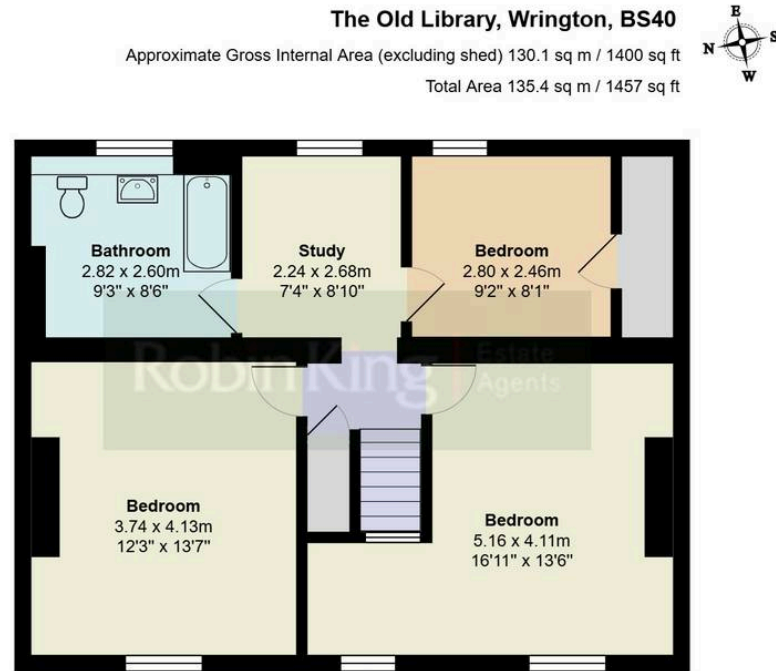 The Old Library, Wrington, BS40
Approximate Gross Internal Area (excluding shed) 130.1 sq m / 1400 sq ft
Total Area 135.4 sq m / 1457 sq ft
E
N
S
W
Bathroom
2.82 x 2.60m
9'3" x 8'6"
Study
2.24 x 2.68m
7'4" x 8'10"
Bedroom
2.80 x 2.46m
9'2" x 8'1"
Robin King
Estate
Agents
Bedroom
3.74 x 4.13m
12'3" x 13'7"
Bedroom
5.16 x 4.11m
16'11" x 13'6"